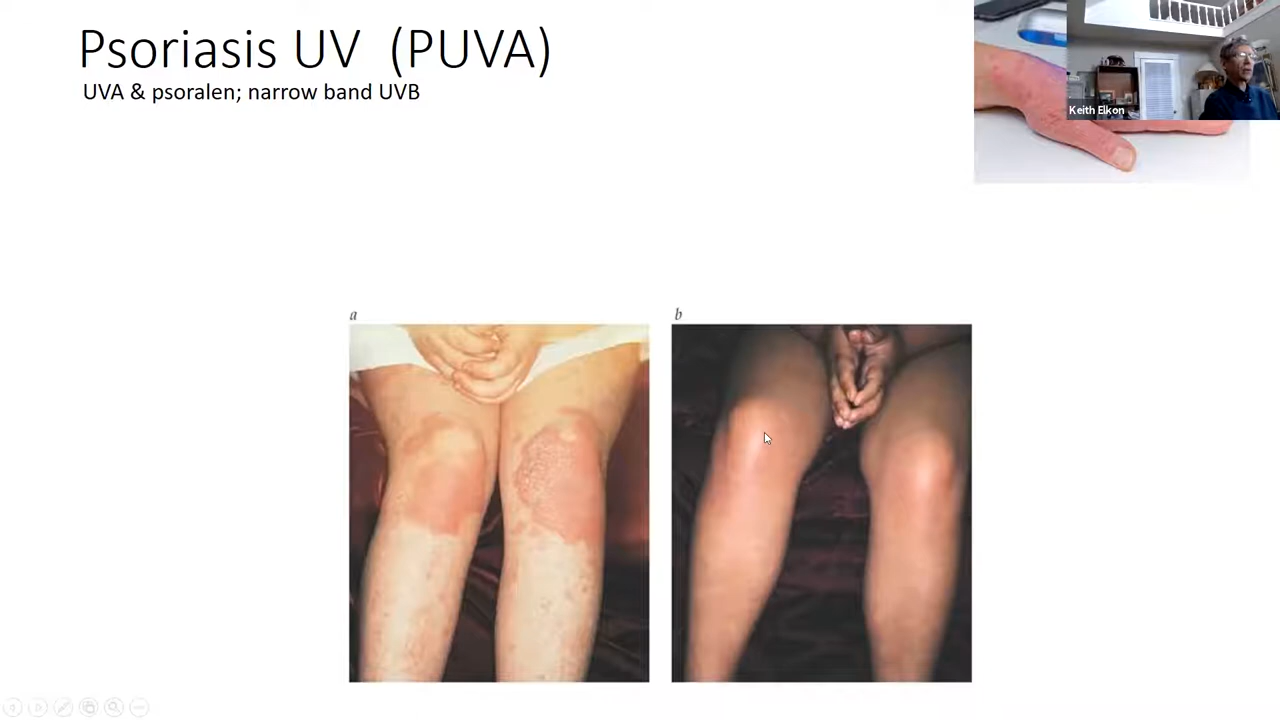 Psoriasis UV (PUVA)
UVA & psoralen; narrow band UVB
Keith Elkon
a
b